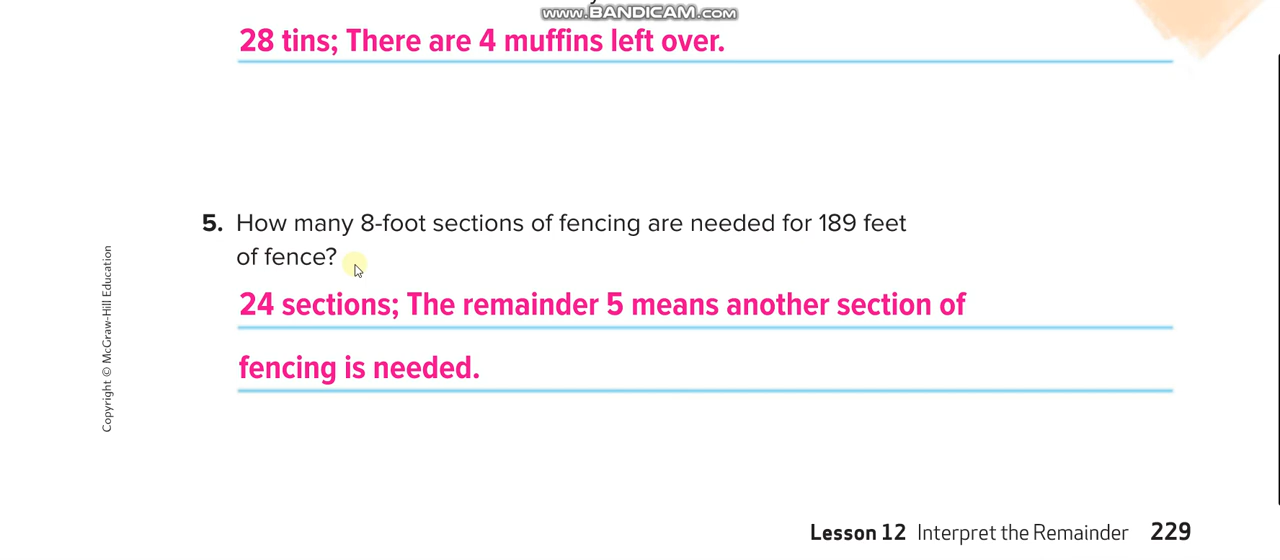 www.BANDICAM.com
28 tins; There are 4 muffins left over.
5. How many 8-foot sections of fencing are needed for 189 feet
of fence?
24 sections; The remainder 5 means another section of
fencing is needed.
Copyright © McGraw-Hill Education
Lesson 12 Interpret the Remainder 229